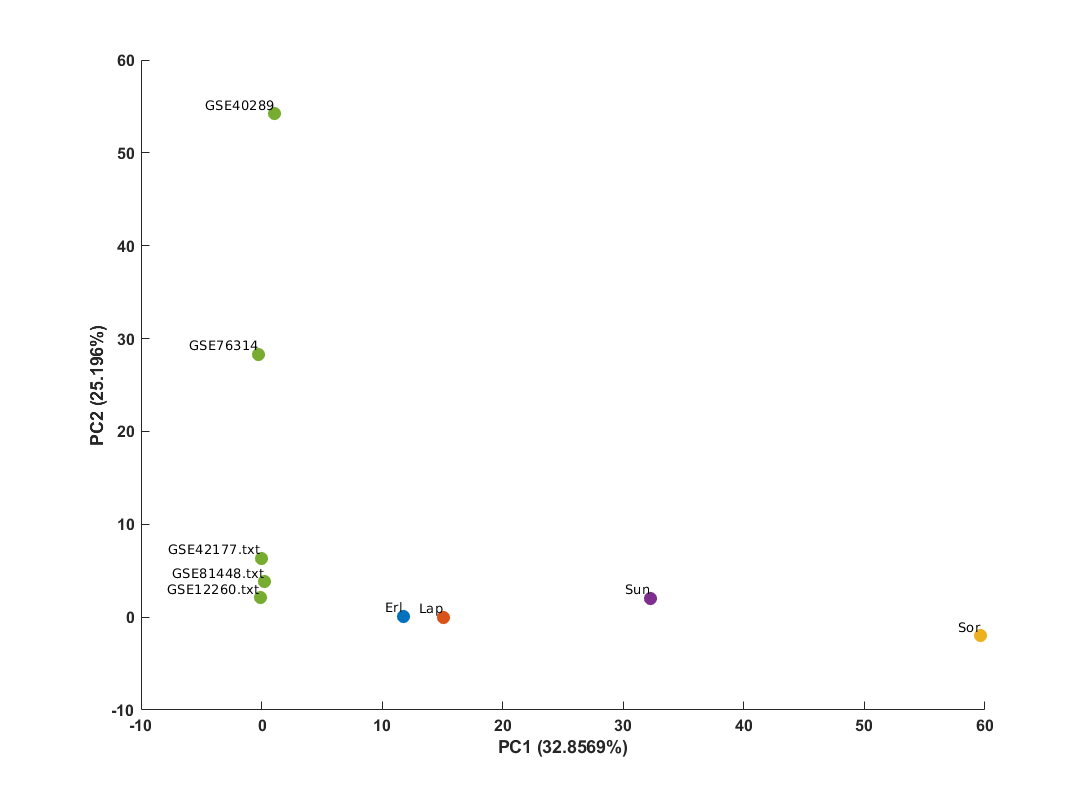 60
GSE40289
50
40
30
GSE76314
20
10
GSE42177.txt
GSE81448.txt
GSE12260.txt
Sun
Erl
Lap
0
Sor
-10
-10 0 10 20 30 40 50 60
PC1 (32.8569%)
PC2 (25.196%)